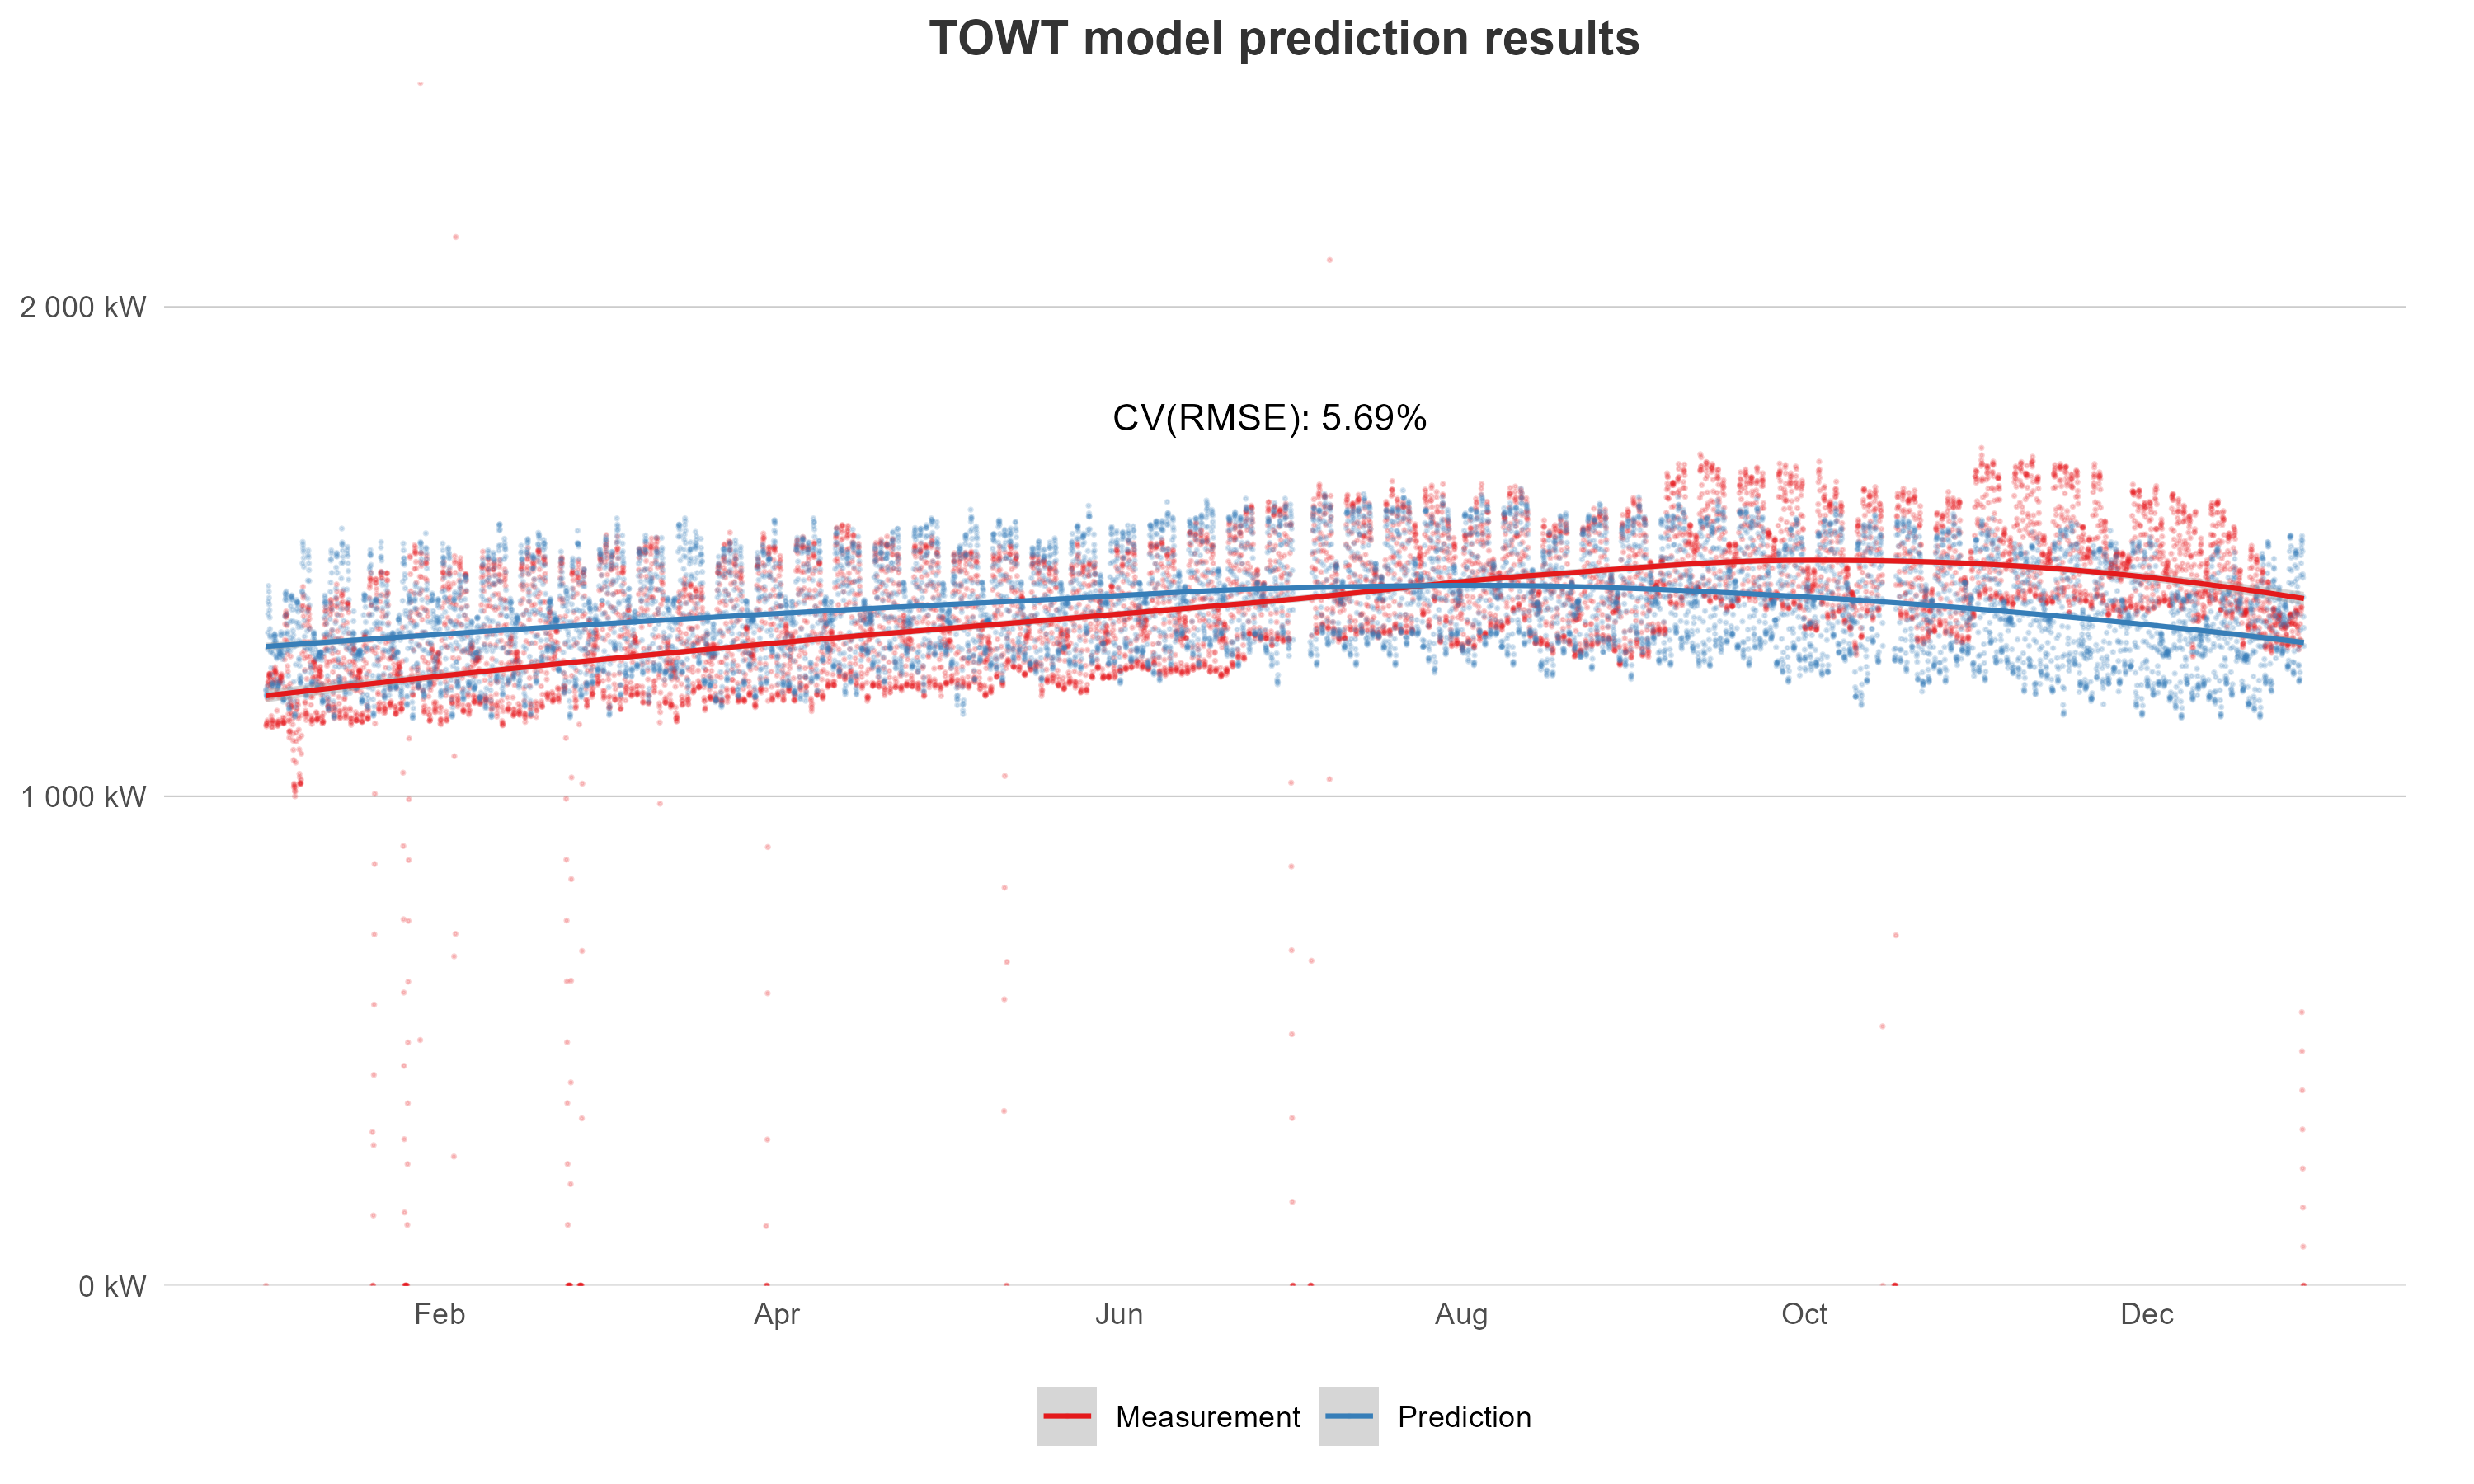 TOWT model prediction results
2 000 kW
CV(RMSE): 5.69%
1 000 kW
0 kW
Feb Apr Jun Aug Oct Dec
Measurement Prediction